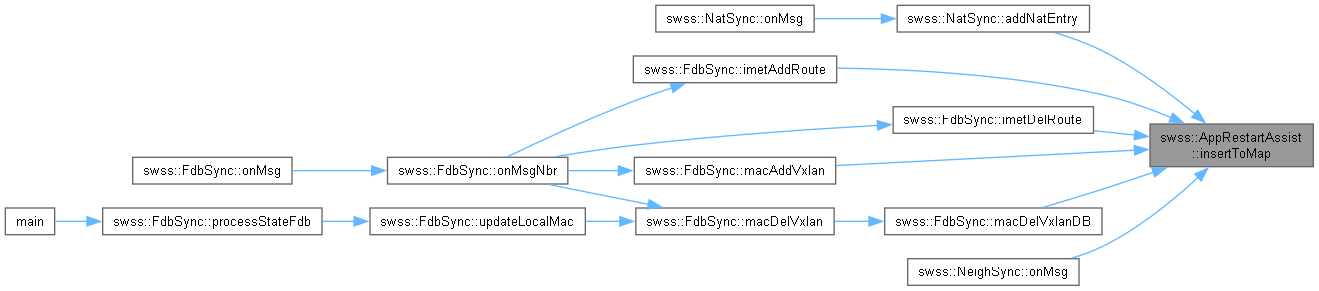 swss::NatSync::onMsg
swss::NatSync::addNatEntry
swss::FdbSync::imetAddRoute
swss::FdbSync::imetDelRoute
swss::AppRestartAssist
::insertToMap
swss::FdbSync::onMsg
swss::FdbSync::onMsgNbr
swss::FdbSync::macAddVxlan
main
swss::FdbSync::processStateFdb
swss::FdbSync::updateLocalMac
swss::FdbSync::macDelVxlan
swss::FdbSync::macDelVxlanDB
swss::NeighSync::onMsg